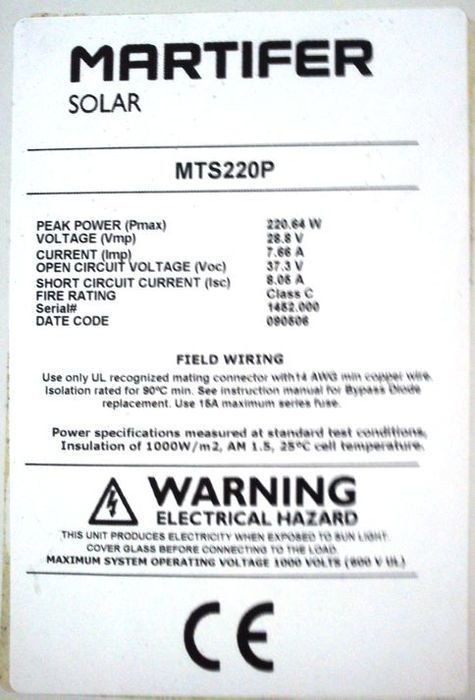 MARTIFER
SOLAR
MTS220P
PEAK POWER (Pmax) 220.64 W
VOLTAGE (Vmp) 28.8 V
CURRENT (Imp) 7.66 A
OPEN CIRCUIT VOLTAGE (Voc) 37.3 V
SHORT CIRCUIT CURRENT (Isc) 8.05 A
FIRE RATING Class C
Serial# 1452.000
DATE CODE 090506
FIELD WIRING
Use only UL recognized mating connector with14 AWG min copper wire.
Isolation rated for 90ºC min. See instruction manual for Bypass Diode
replacement. Use 15A maximum series fuse.
Power specifications measured at standard test conditions,
Insulation of 1000W/m2, AM 1.5, 25ºC cell temperature.
WARNING
ELECTRICAL HAZARD
THIS UNIT PRODUCES ELECTRICITY WHEN EXPOSED TO SUN LIGHT.
COVER GLASS BEFORE CONNECTING TO THE LOAD.
MAXIMUM SYSTEM OPERATING VOLTAGE 1000 VOLTS (600 V UL)
CE